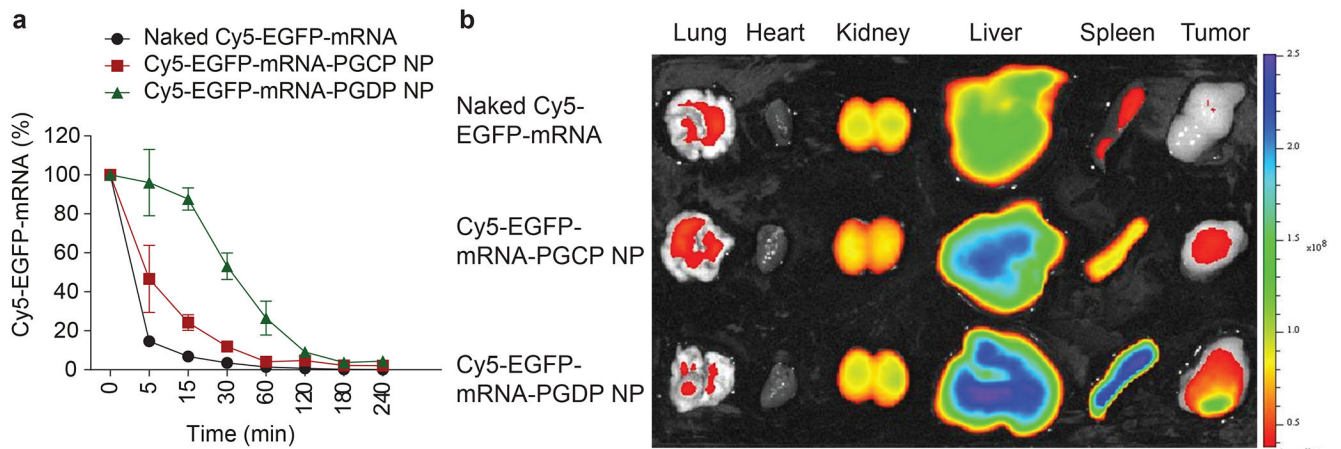 a
Naked Cy5-EGFP-mRNA
Cy5-EGFP-mRNA-PGCP NP
Cy5-EGFP-mRNA-PGDP NP
Cy5-EGFP-mRNA (%)
120
100
80
60
40
20
0
0 5 15 30 60 120 180 240
Time (min)
b
Lung Heart Kidney Liver Spleen Tumor
Naked Cy5-
EGFP-mRNA
Cy5-EGFP-
mRNA-PGCP NP
Cy5-EGFP-
mRNA-PGDP NP
2.5
2.0
1.5
x10⁸
1.0
0.5